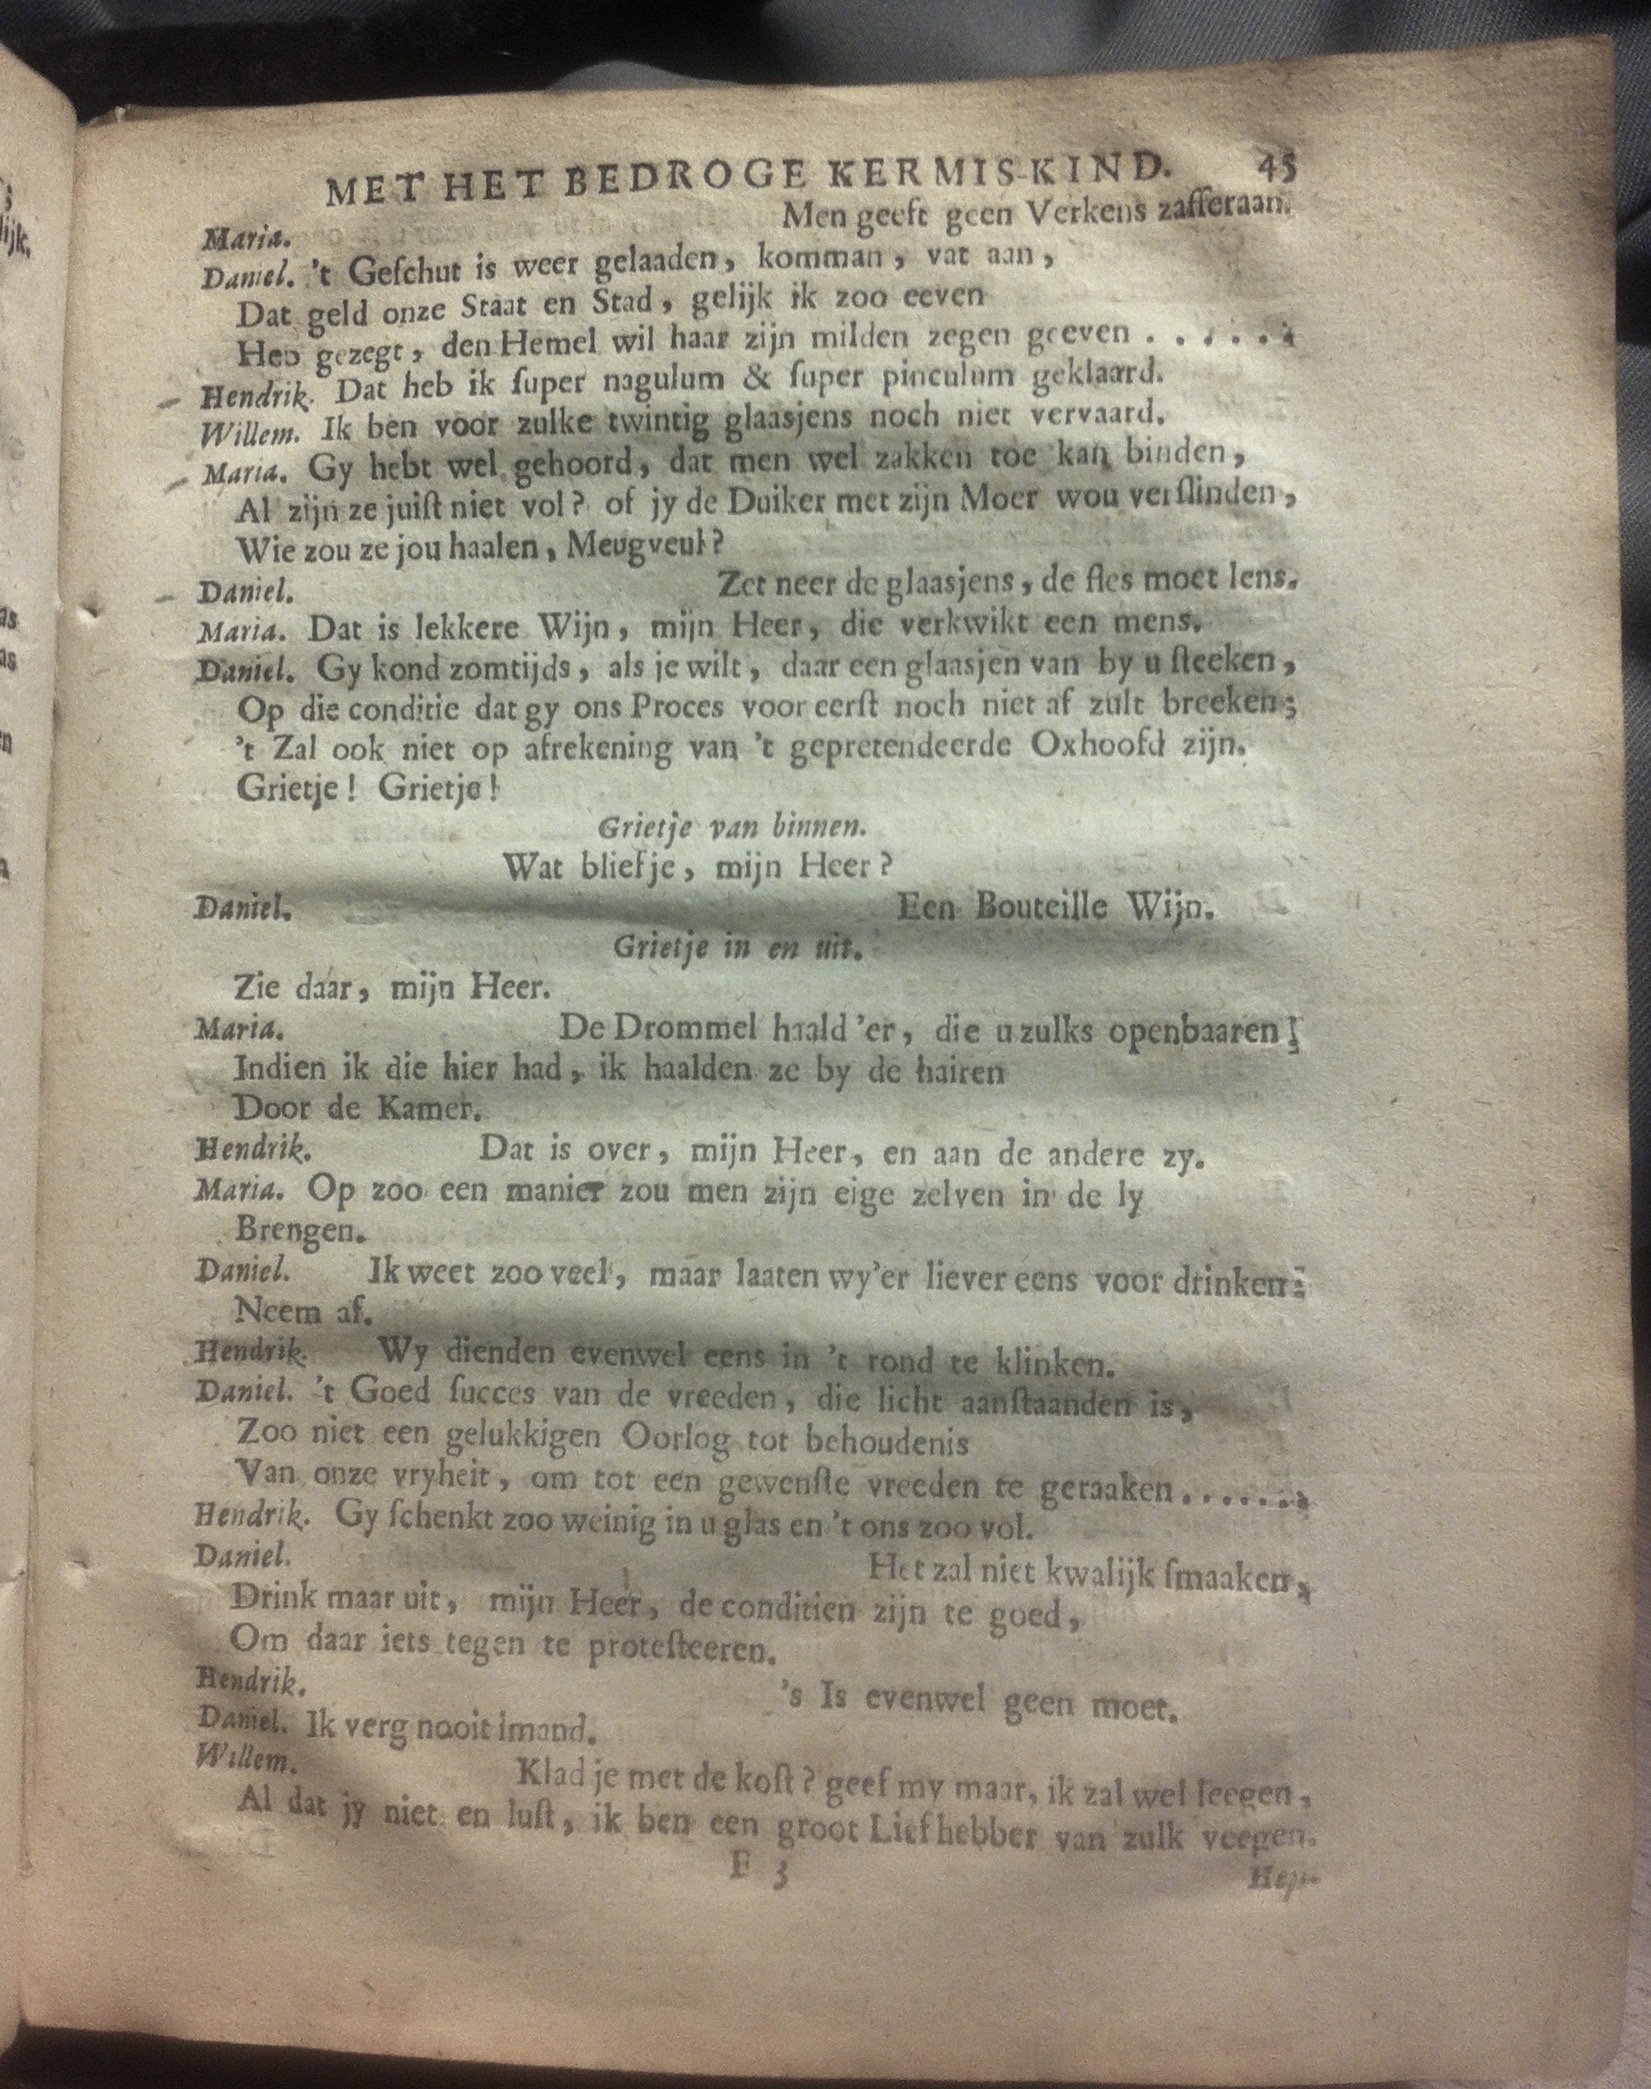 MET HET BEDROGE KERMIS-KIND. 45
Maria. Men geeft geen Verkens zafferaan.
Daniel. 't Geſchut is weer gelaaden, komman, vat aan,
Dat geld onze Staat en Stad, gelijk ik zoo eeven
Heb gezegt, den Hemel wil haar zijn milden zegen geeven . . . . . . .
Hendrik. Dat heb ik ſuper nagulum & ſuper pinculum geklaard.
Willem. Ik ben voor zulke twintig glaasjens noch niet vervaard.
Maria. Gy hebt wel gehoord, dat men wel zakken toe kan binden,
Al zijn ze juiſt niet vol? of jy de Duiker met zijn Moer wou verſlinden,
Wie zou ze jou haalen, Meugveul?
Daniel. Zet neer de glaasjens, de fles moet lens.
Maria. Dat is lekkere Wijn, mijn Heer, die verkwikt een mens.
Daniel. Gy kond zomtijds, als je wilt, daar een glaasjen van by u ſteeken,
Op die conditie dat gy ons Proces voor eerſt noch niet af zult breeken;
't Zal ook niet op afrekening van 't gepretendeerde Oxhoofd zijn.
Grietje! Grietje!
Grietje van binnen.
Wat bliefje, mijn Heer?
Daniel. Een Bouteille Wijn.
Grietje in en uit.
Zie daar, mijn Heer.
Maria. De Drommel haald 'er, die u zulks openbaaren!
Indien ik die hier had, ik haalden ze by de hairen
Door de Kamer.
Hendrik. Dat is over, mijn Heer, en aan de andere zy.
Maria. Op zoo een manier zou men zijn eige zelven in de ly
Brengen.
Daniel. Ik weet zoo veel, maar laaten wy'er liever eens voor drinken:
Neem af.
Hendrik. Wy dienden evenwel eens in 't rond te klinken.
Daniel. 't Goed ſucces van de vreeden, die licht aanſtaanden is,
Zoo niet een gelukkigen Oorlog tot behoudenis
Van onze vryheit, om tot een gewenſte vreeden te geraaken . . . . . . .
Hendrik. Gy ſchenkt zoo weinig in u glas en 't ons zoo vol.
Daniel. Het zal niet kwalijk ſmaaken,
Drink maar uit, mijn Heer, de conditien zijn te goed,
Om daar iets tegen te proteſteeren.
Hendrik. 's Is evenwel geen moet.
Daniel. Ik verg nooit imand.
Willem. Klad je met de koſt? geef my maar, ik zal wel leegen,
Al dat jy niet en luſt, ik ben een groot Liefhebber van zulk veegen.
F 3